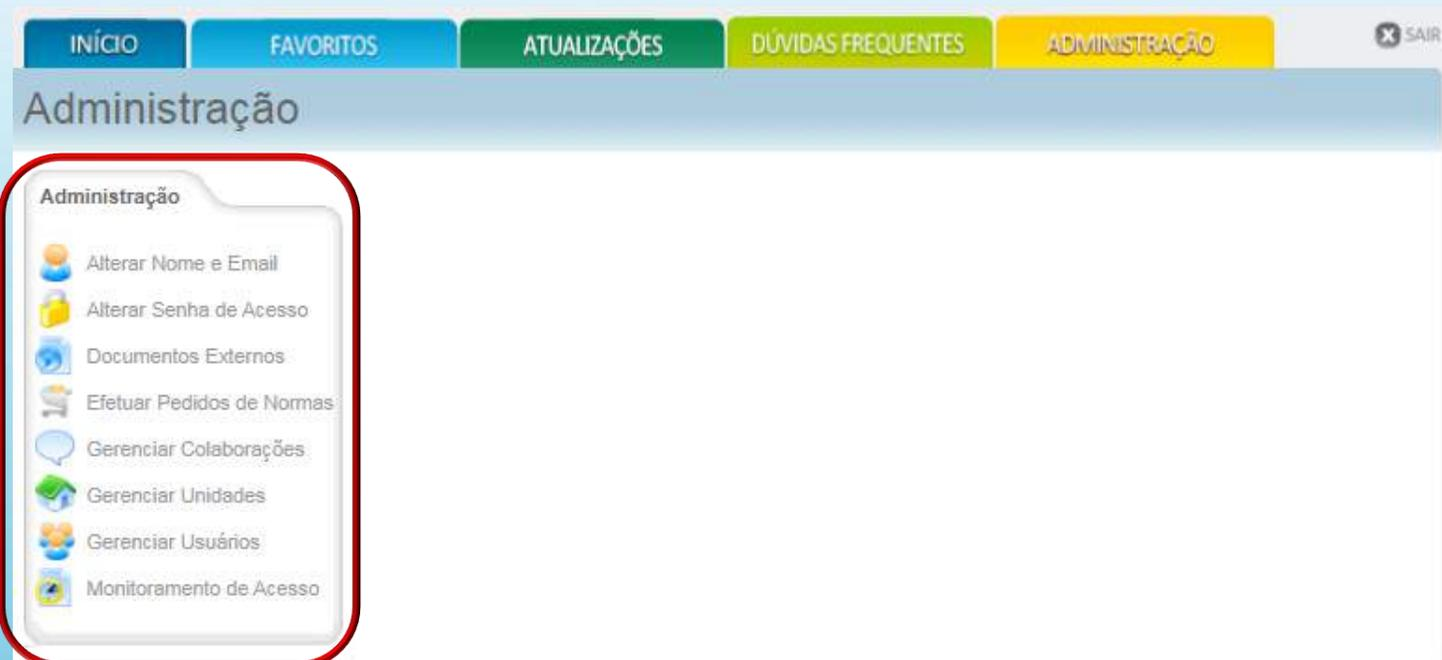 INÍCIO FAVORITOS ATUALIZAÇÕES DÚVIDAS FREQUENTES ADMINISTRAÇÃO SAIR
Administração
Administração
Alterar Nome e Email
Alterar Senha de Acesso
Documentos Externos
Efetuar Pedidos de Normas
Gerenciar Colaborações
Gerenciar Unidades
Gerenciar Usuários
Monitoramento de Acesso